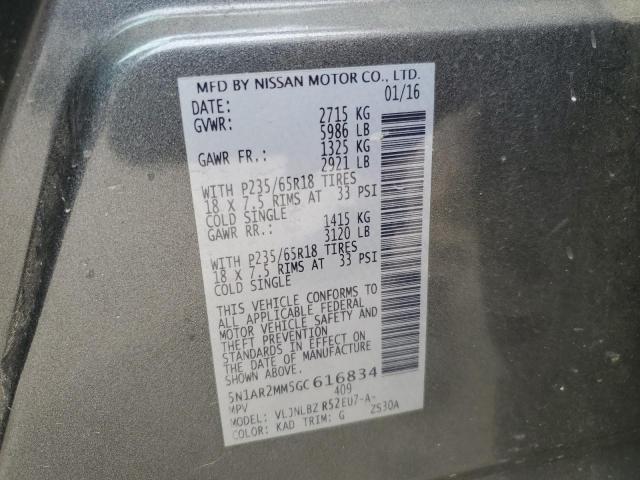 MFD BY NISSAN MOTOR CO., LTD.
DATE: 01/16
GVWR: 2715 KG
5986 LB
GAWR FR.: 1325 KG
2921 LB
WITH P235/65R18 TIRES
18 X 7.5 RIMS AT 33 PSI
COLD SINGLE
GAWR RR.: 1415 KG
3120 LB
WITH P235/65R18 TIRES
18 X 7.5 RIMS AT 33 PSI
COLD SINGLE
THIS VEHICLE CONFORMS TO
ALL APPLICABLE FEDERAL
MOTOR VEHICLE SAFETY AND
THEFT PREVENTION
STANDARDS IN EFFECT ON
THE DATE OF MANUFACTURE
SHOWN ABOVE.
5N1AR2MM5GC616834
MPV 409
MODEL: VLJNLBZ R52EU7-A-
COLOR: KAD TRIM: G ZS30A